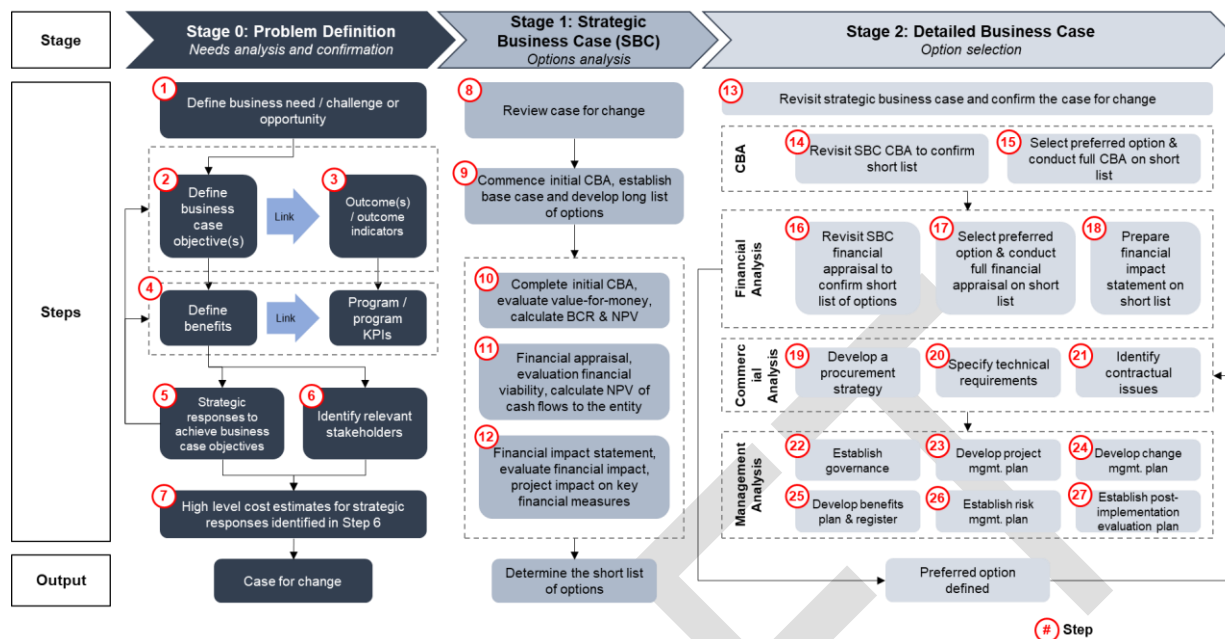 Stage
Stage 0: Problem Definition
Needs analysis and confirmation
Stage 1: Strategic
Business Case (SBC)
Options analysis
Stage 2: Detailed Business Case
Option selection
Steps
1
Define business need / challenge or
opportunity
2
Define
business
case
objective(s)
Link
3
Outcome(s)
/ outcome
indicators
4
Define
benefits
Link
Program /
program
KPIs
5
Strategic
responses to
achieve business
case objectives
6
Identify relevant
stakeholders
7
High level cost estimates for strategic
responses identified in Step 6
8
Review case for change
9
Commence initial CBA, establish
base case and develop long list
of options
10
Complete initial CBA,
evaluate value-for-money,
calculate BCR & NPV
11
Financial appraisal,
evaluation financial
viability, calculate NPV of
cash flows to the entity
12
Financial impact statement,
evaluate financial impact,
project impact on key
financial measures
13
Revisit strategic business case and confirm the case for change
CBA
14
Revisit SBC CBA to confirm
short list
15
Select preferred option &
conduct full CBA on short
list
Financial
Analysis
16
Revisit SBC
financial
appraisal to
confirm short
list of options
17
Select preferred
option & conduct
full financial
appraisal on short
list
18
Prepare
financial
impact
statement on
short list
Commerc
ial
Analysis
19
Develop a
procurement
strategy
20
Specify technical
requirements
21
Identify
contractual
issues
Management
Analysis
22
Establish
governance
23
Develop project
mgmt. plan
24
Develop change
mgmt. plan
25
Develop benefits
plan & register
26
Establish risk
mgmt. plan
27
Establish post-
implementation
evaluation plan
Output
Case for change
Determine the short list
of options
Preferred option
defined
# Step